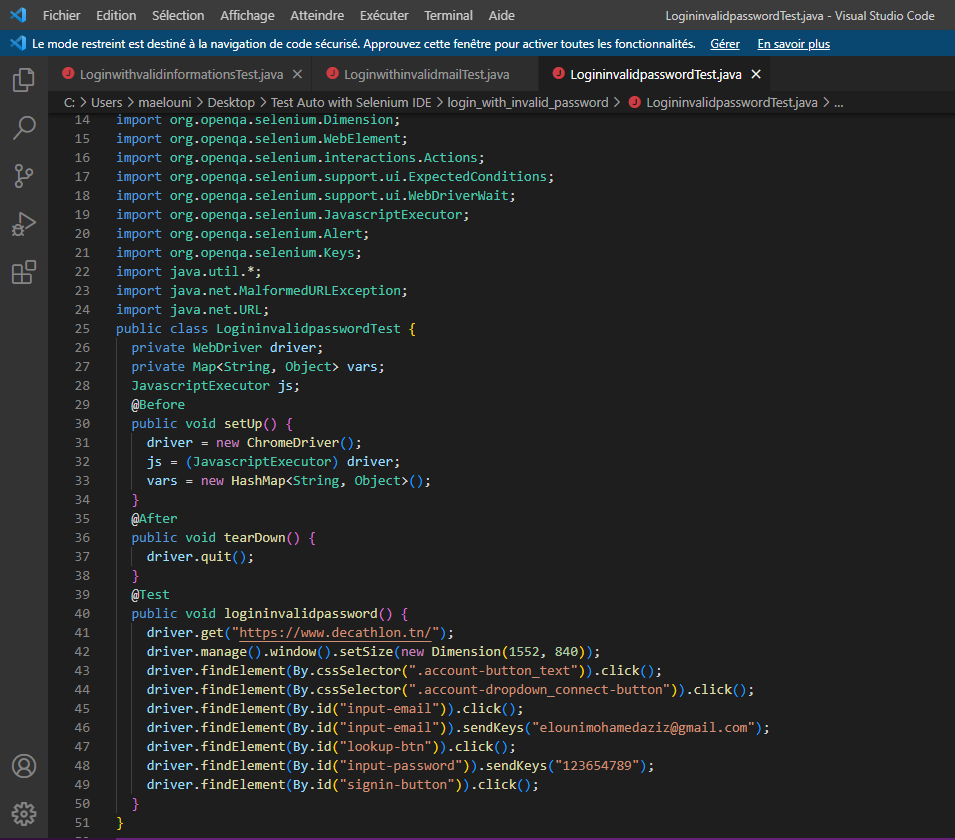 Fichier Edition Sélection Affichage Atteindre Exécuter Terminal Aide LogininvalidpasswordTest.java - Visual Studio Code
Le mode restreint est destiné à la navigation de code sécurisé. Approuvez cette fenêtre pour activer toutes les fonctionnalités. Gérer En savoir plus
J LoginwithvalidinformationsTest.java × J LoginwithinvalidmailTest.java J LogininvalidpasswordTest.java ×
C: > Users > maelouni > Desktop > Test Auto with Selenium IDE > login_with_invalid_password > J LogininvalidpasswordTest.java > ...
14 import org.openqa.selenium.Dimension;
15 import org.openqa.selenium.WebElement;
16 import org.openqa.selenium.interactions.Actions;
17 import org.openqa.selenium.support.ui.ExpectedConditions;
18 import org.openqa.selenium.support.ui.WebDriverWait;
19 import org.openqa.selenium.JavascriptExecutor;
20 import org.openqa.selenium.Alert;
21 import org.openqa.selenium.Keys;
22 import java.util.*;
23 import java.net.MalformedURLException;
24 import java.net.URL;
25 public class LogininvalidpasswordTest {
26 private WebDriver driver;
27 private Map<String, Object> vars;
28 JavascriptExecutor js;
29 @Before
30 public void setUp() {
31 driver = new ChromeDriver();
32 js = (JavascriptExecutor) driver;
33 vars = new HashMap<String, Object>();
34 }
35 @After
36 public void tearDown() {
37 driver.quit();
38 }
39 @Test
40 public void logininvalidpassword() {
41 driver.get("https://www.decathlon.tn/");
42 driver.manage().window().setSize(new Dimension(1552, 840));
43 driver.findElement(By.cssSelector(".account-button_text")).click();
44 driver.findElement(By.cssSelector(".account-dropdown_connect-button")).click();
45 driver.findElement(By.id("input-email")).click();
46 driver.findElement(By.id("input-email")).sendKeys("elounimohamedaziz@gmail.com");
47 driver.findElement(By.id("lookup-btn")).click();
48 driver.findElement(By.id("input-password")).sendKeys("123654789");
49 driver.findElement(By.id("signin-button")).click();
50 }
51 }